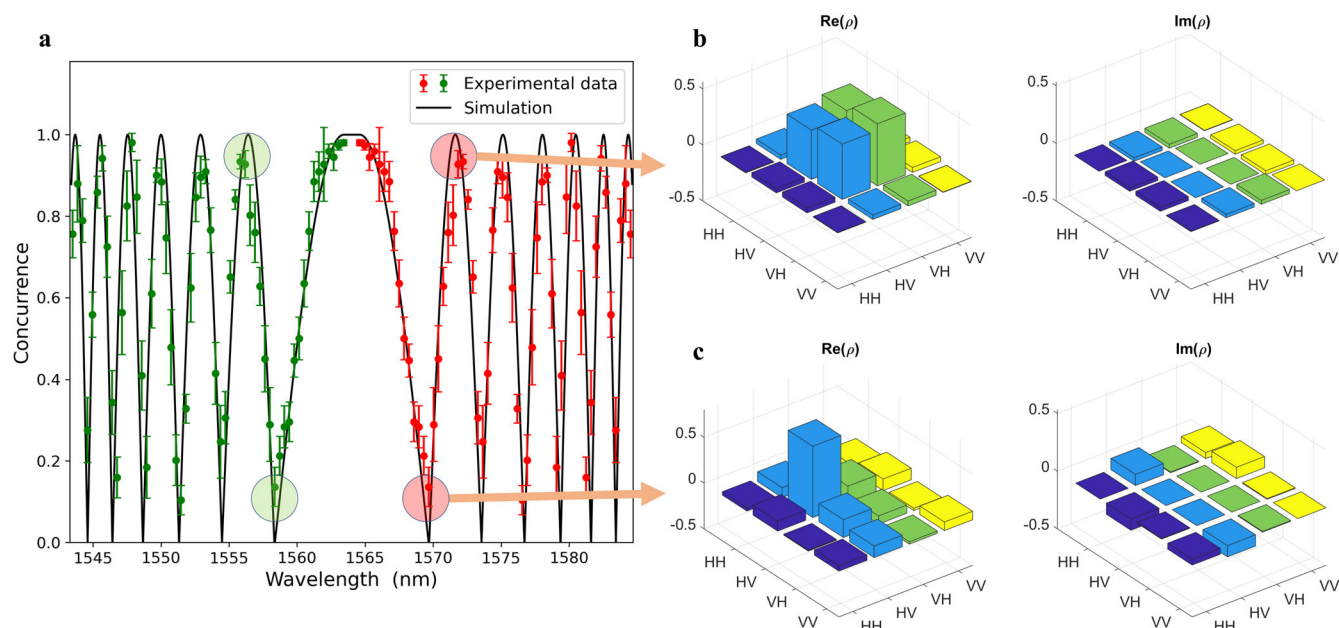 a
Concurrence
1.0
0.8
0.6
0.4
0.2
0.0
1545 1550 1555 1560 1565 1570 1575 1580
Wavelength (nm)
Experimental data
Simulation
b
Re(ρ)
0.5
0
-0.5
HH
HV
VH
VV
HH
HV
VH
VV
Im(ρ)
0.5
0
-0.5
HH
HV
VH
VV
HH
HV
VH
VV
c
Re(ρ)
0.5
0
-0.5
HH
HV
VH
VV
HH
HV
VH
VV
Im(ρ)
0.5
0
-0.5
HH
HV
VH
VV
HH
HV
VH
VV